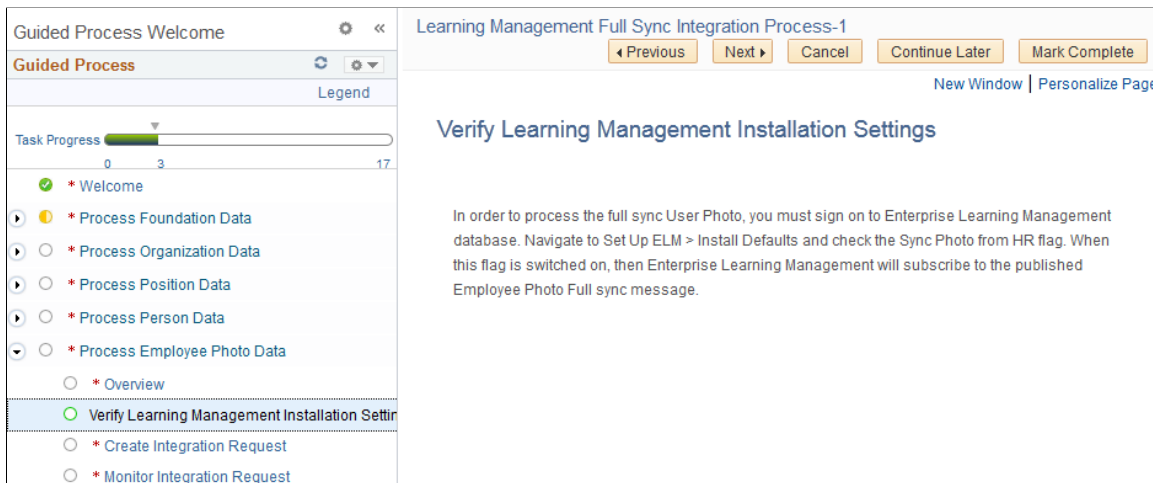 Guided Process Welcome
Guided Process
Legend
Task Progress
0 3 17
* Welcome
* Process Foundation Data
* Process Organization Data
* Process Position Data
* Process Person Data
* Process Employee Photo Data
* Overview
Verify Learning Management Installation Settin
* Create Integration Request
* Monitor Integration Request
Learning Management Full Sync Integration Process-1
Previous Next Cancel Continue Later Mark Complete
New Window | Personalize Page
Verify Learning Management Installation Settings
In order to process the full sync User Photo, you must sign on to Enterprise Learning Management
database. Navigate to Set Up ELM > Install Defaults and check the Sync Photo from HR flag. When
this flag is switched on, then Enterprise Learning Management will subscribe to the published
Employee Photo Full sync message.